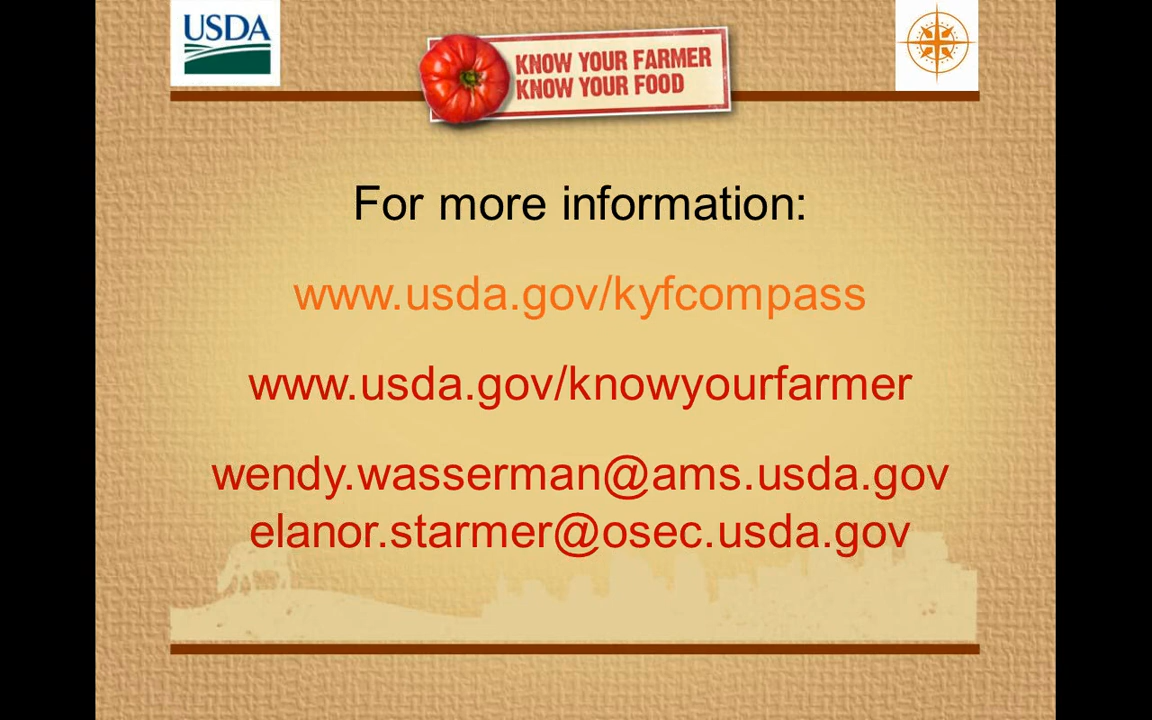 USDA
KNOW YOUR FARMER
KNOW YOUR FOOD
For more information:
www.usda.gov/kyfcompass
www.usda.gov/knowyourfarmer
wendy.wasserman@ams.usda.gov
elanor.starmer@osec.usda.gov